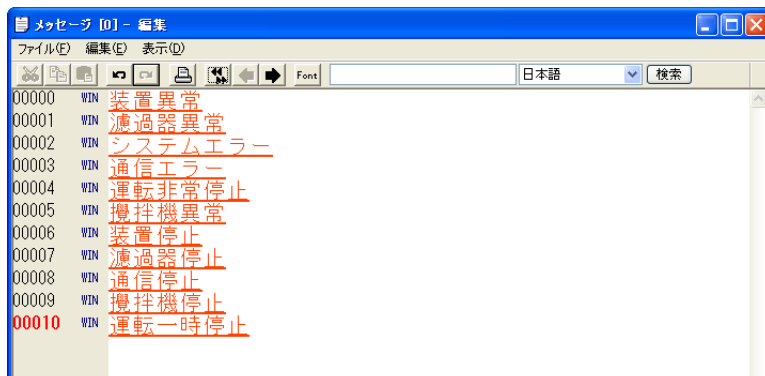 メッセージ [0] - 編集
ファイル(F) 編集(E) 表示(D)
Font 日本語 検索
00000 WIN 装置異常
00001 WIN 濾過器異常
00002 WIN システムエラー
00003 WIN 通信エラー
00004 WIN 運転非常停止
00005 WIN 攪拌機異常
00006 WIN 装置停止
00007 WIN 濾過器停止
00008 WIN 通信停止
00009 WIN 攪拌機停止
00010 WIN 運転一時停止